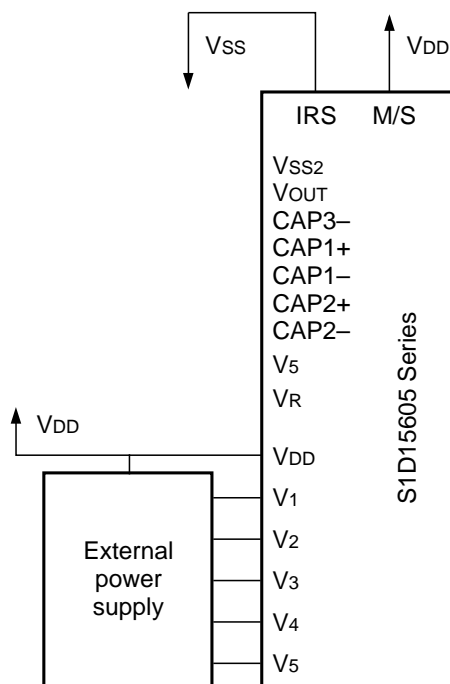 VSS
VDD
IRS M/S
VSS2
VOUT
CAP3–
CAP1+
CAP1–
CAP2+
CAP2–
V5
VR
S1D15605 Series
VDD
VDD
V1
V2
V3
V4
V5
External
power
supply